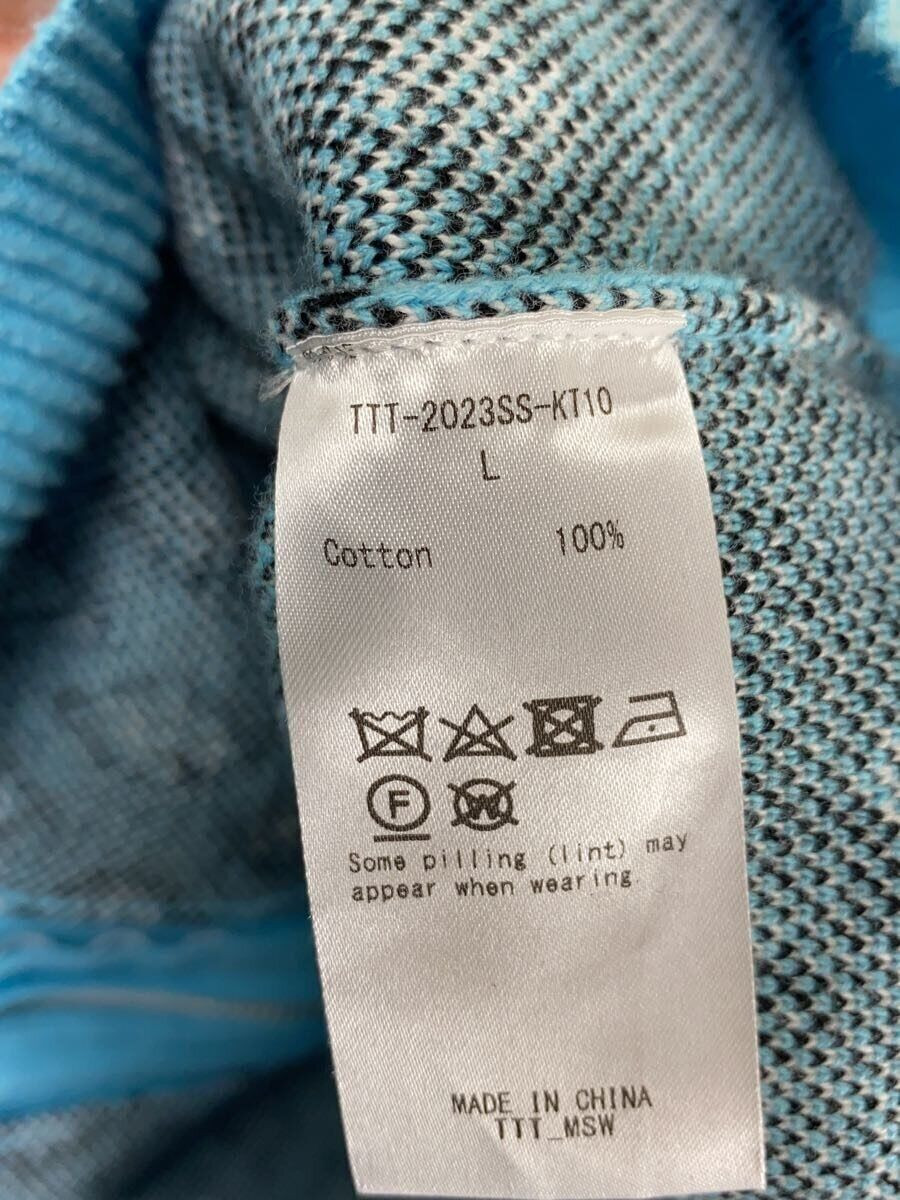 TTT-2023SS-KT10
L
Cotton 100%
F W
Some pilling (lint) may
appear when wearing.
MADE IN CHINA
TTT_MSW